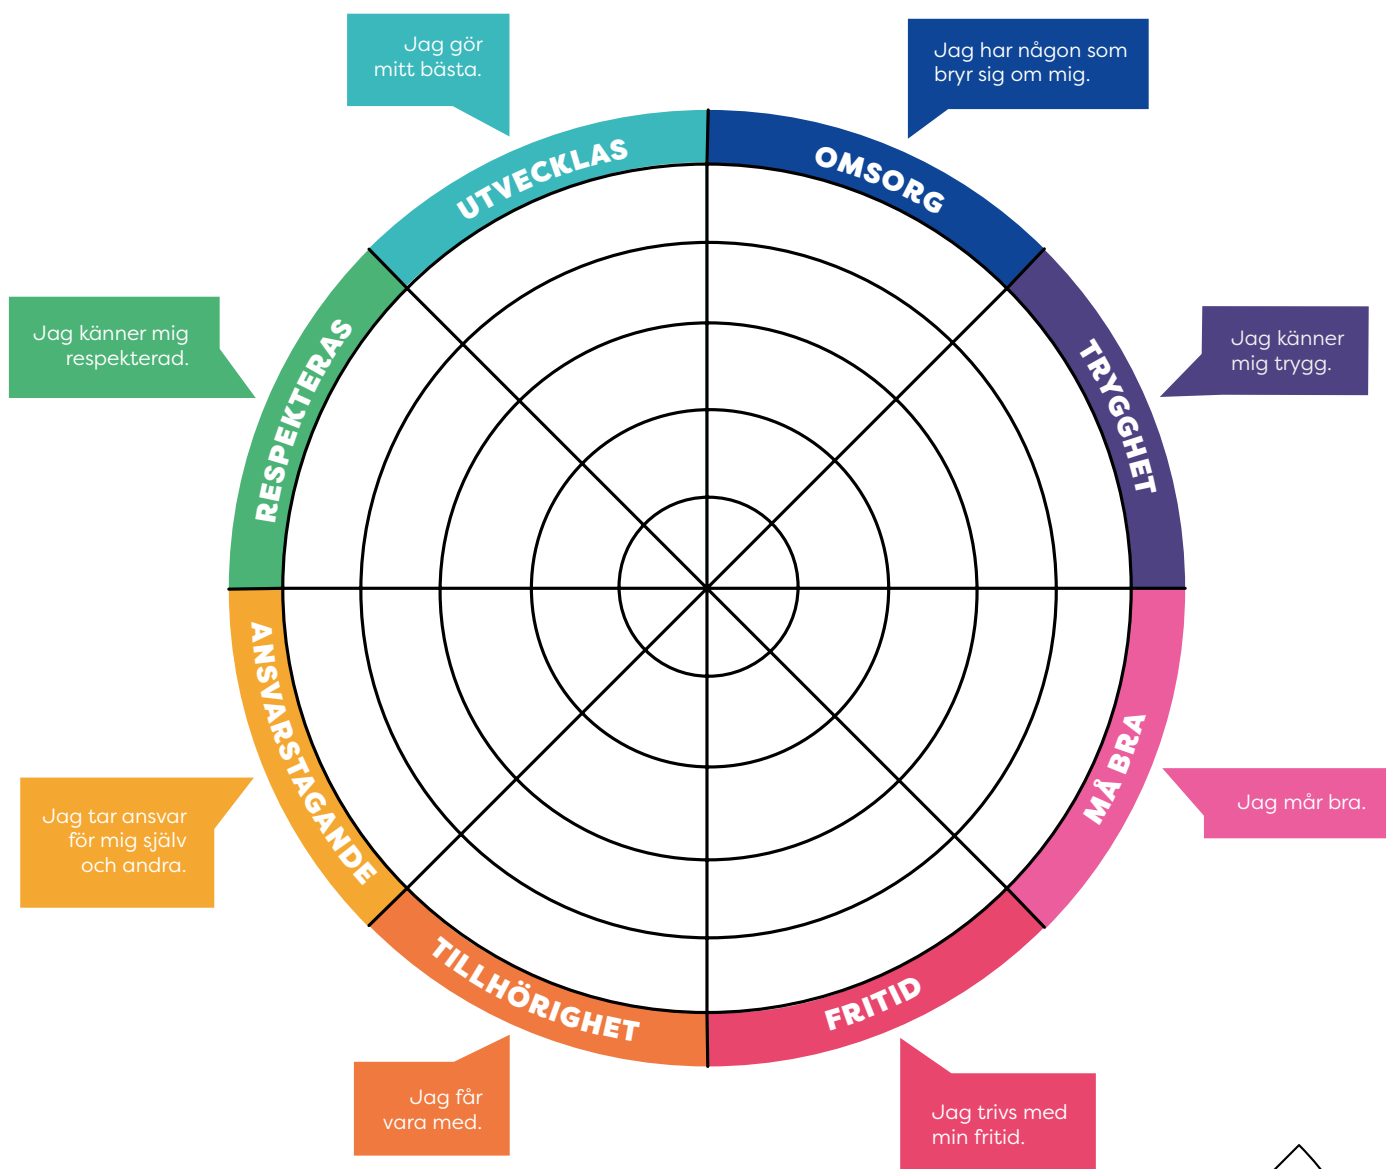 Jag gör
mitt bästa.
Jag har någon som
bryr sig om mig.
UTVECKLAS
OMSORG
Jag känner mig
respekterad.
RESPEKTERAS
TRYGGHET
Jag känner
mig trygg.
Jag tar ansvar
för mig själv
och andra.
ANSVARSTAGANDE
MÅ BRA
Jag mår bra.
TILLHÖRIGHET
FRITID
Jag får
vara med.
Jag trivs med
min fritid.